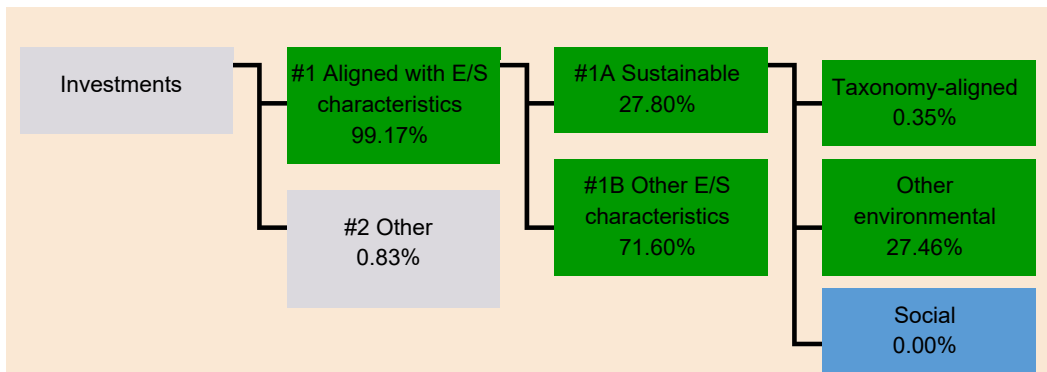 Investments
#1 Aligned with E/S
characteristics
99.17%
#2 Other
0.83%
#1A Sustainable
27.80%
#1B Other E/S
characteristics
71.60%
Taxonomy-aligned
0.35%
Other
environmental
27.46%
Social
0.00%